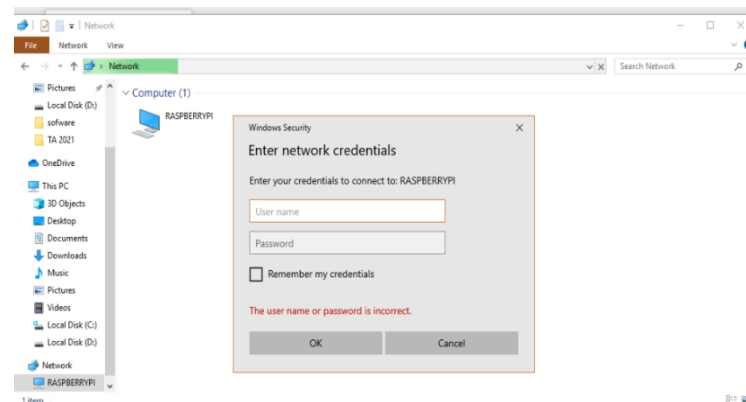 Network
File Network View
Network
Search Network
Pictures
Local Disk (D:)
sofware
TA 2021
OneDrive
This PC
3D Objects
Desktop
Documents
Downloads
Music
Pictures
Videos
Local Disk (C:)
Local Disk (D:)
Network
RASPBERRYPI
1 item
Computer (1)
RASPBERRYPI
Windows Security
Enter network credentials
Enter your credentials to connect to: RASPBERRYPI
User name
Password
Remember my credentials
The user name or password is incorrect.
OK Cancel